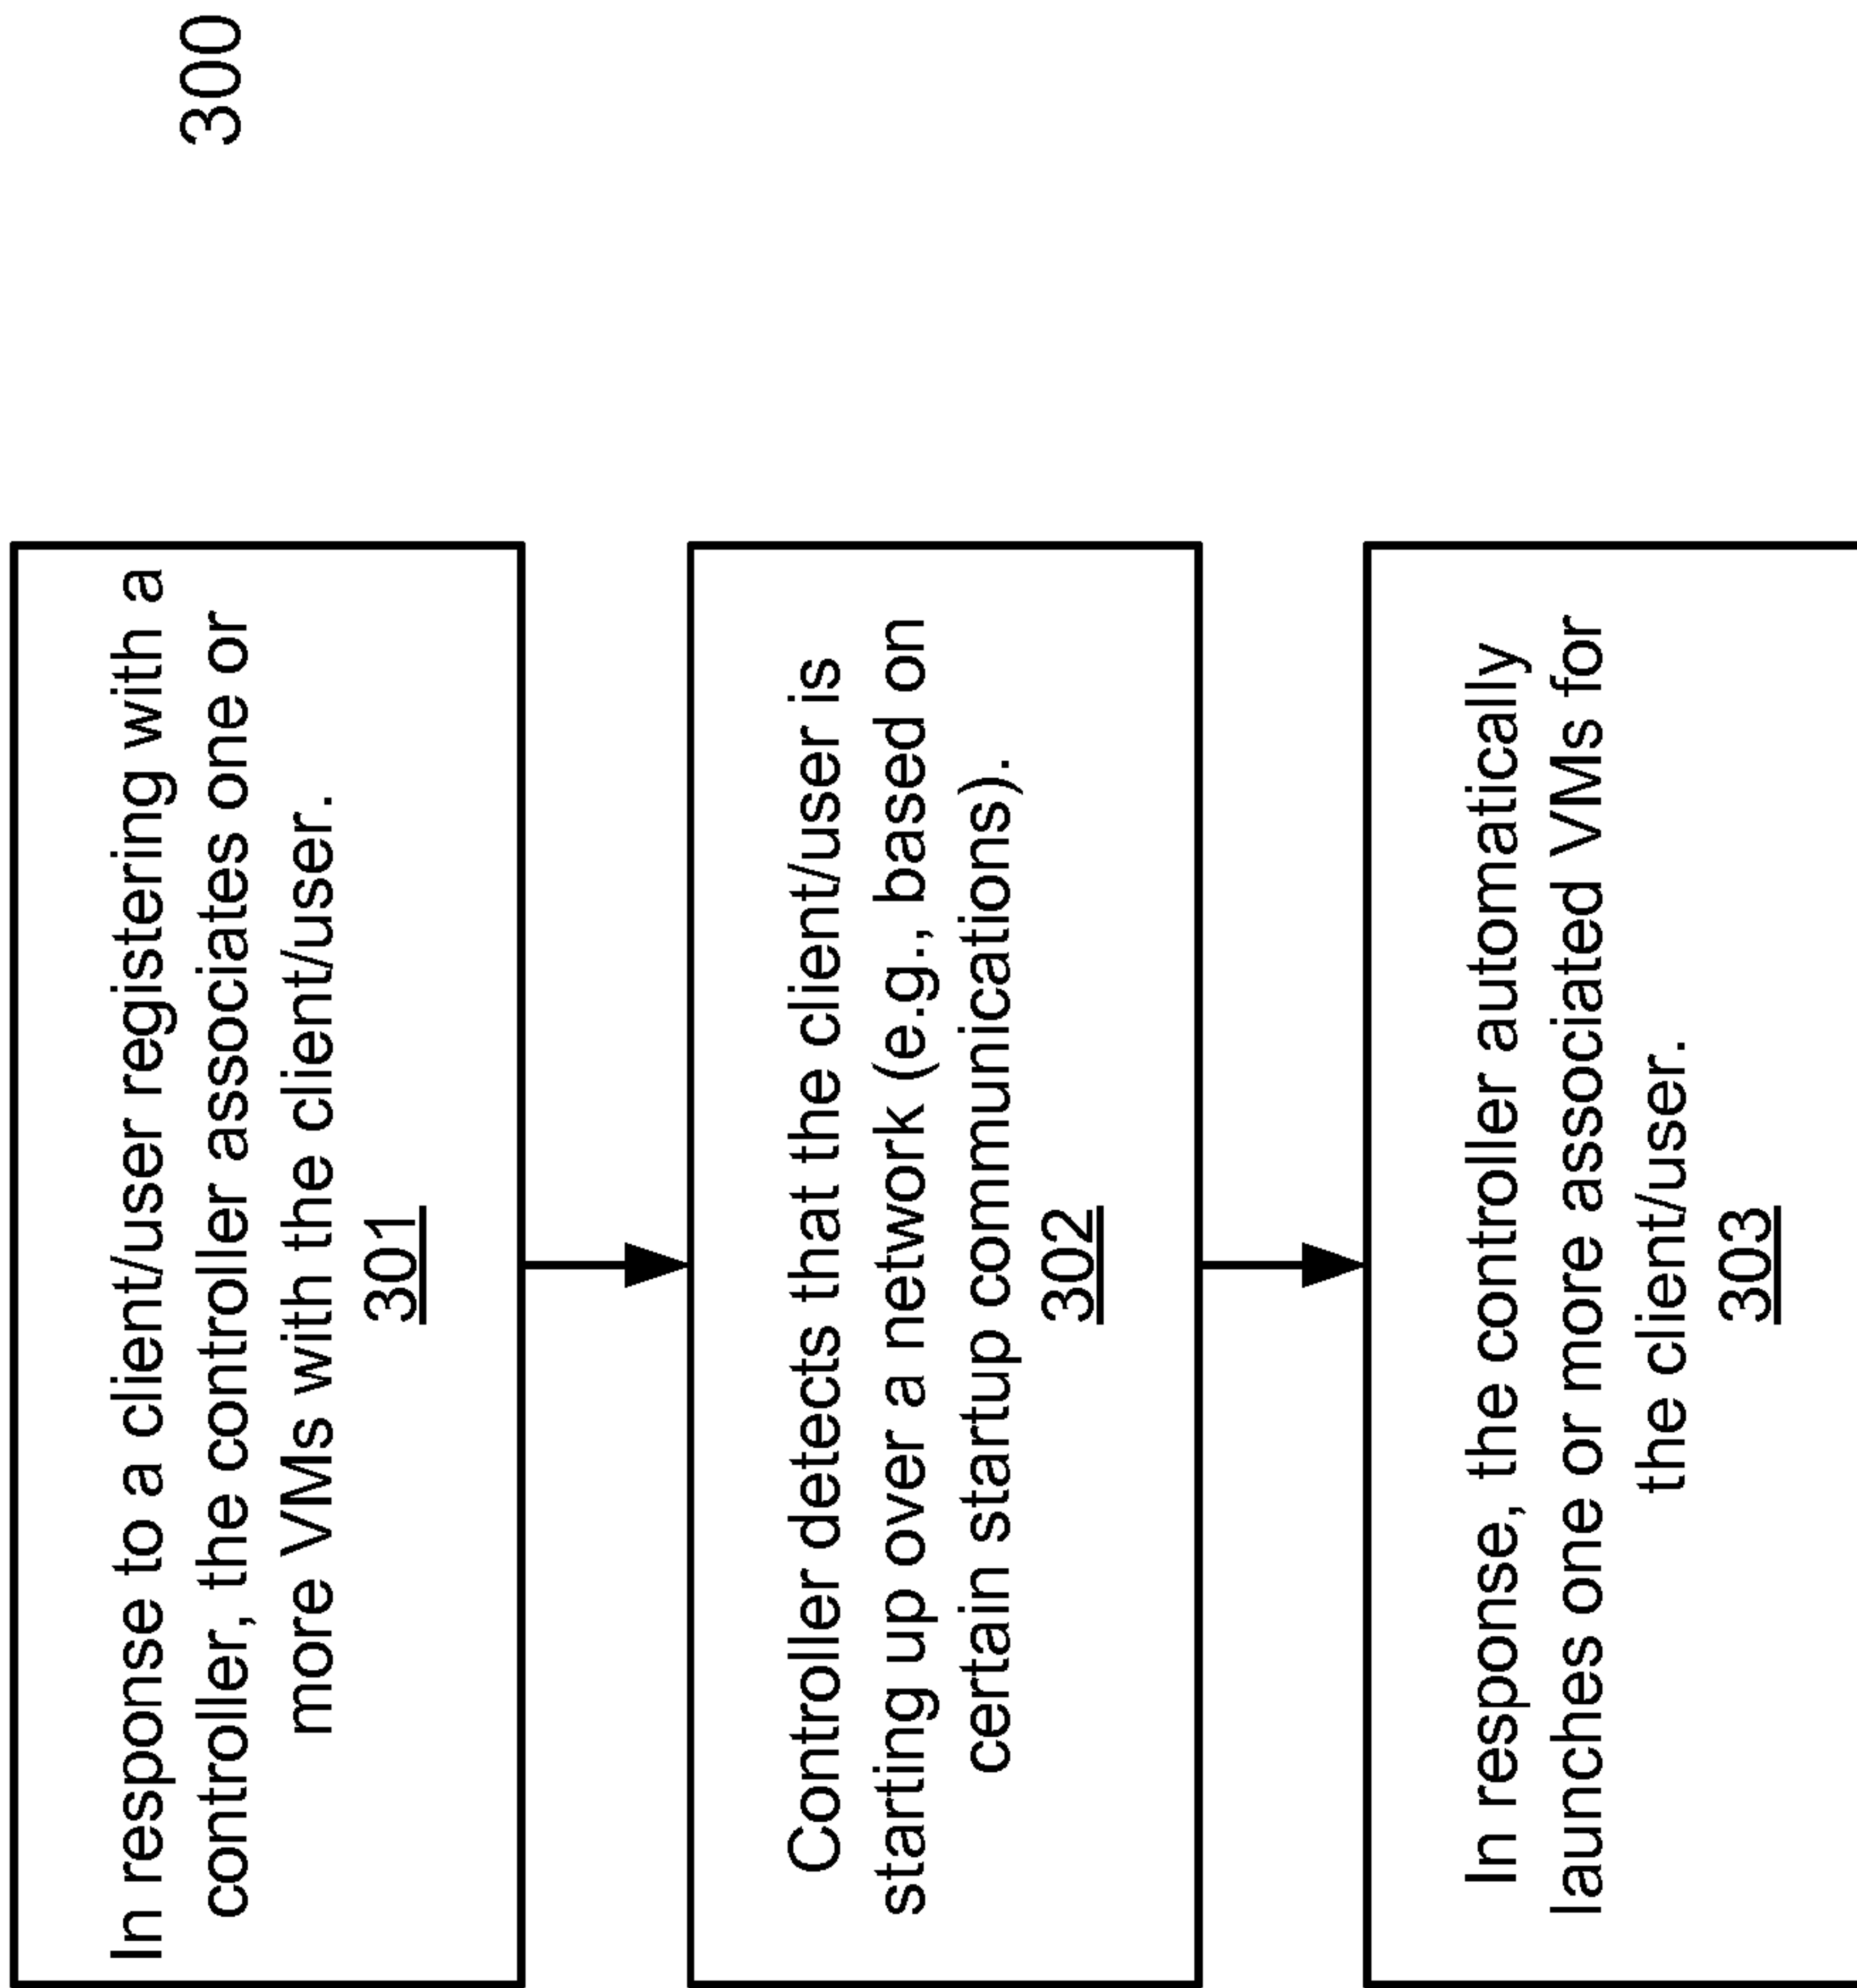 300
In response to a client/user registering with a
controller, the controller associates one or
more VMs with the client/user.
301
Controller detects that the client/user is
starting up over a network (e.g., based on
certain startup communications).
302
In response, the controller automatically
launches one or more associated VMs for
the client/user.
303